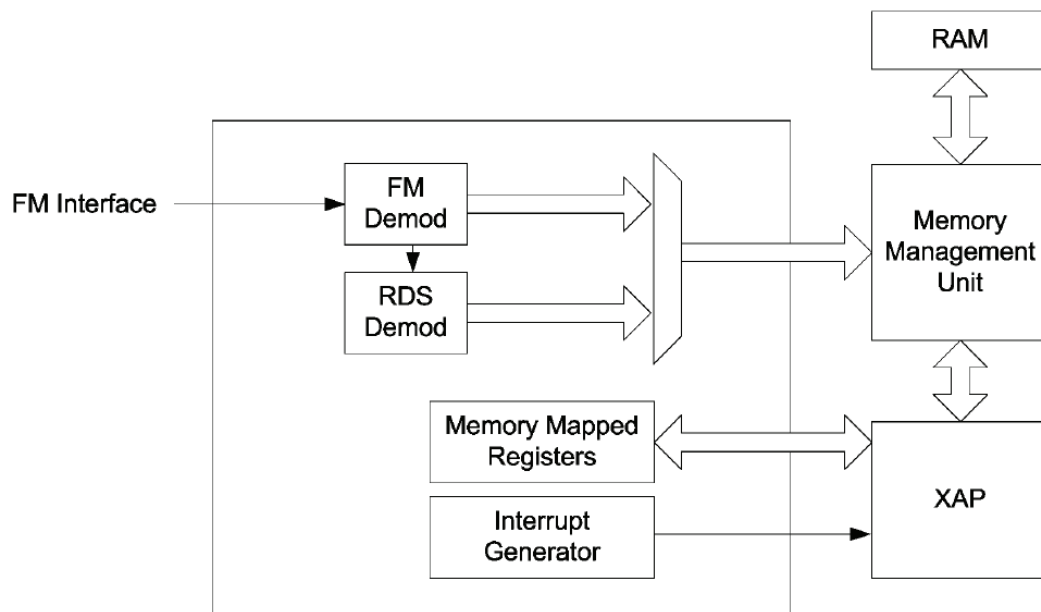 RAM
FM Interface
FM
Demod
RDS
Demod
Memory
Management
Unit
Memory Mapped
Registers
Interrupt
Generator
XAP